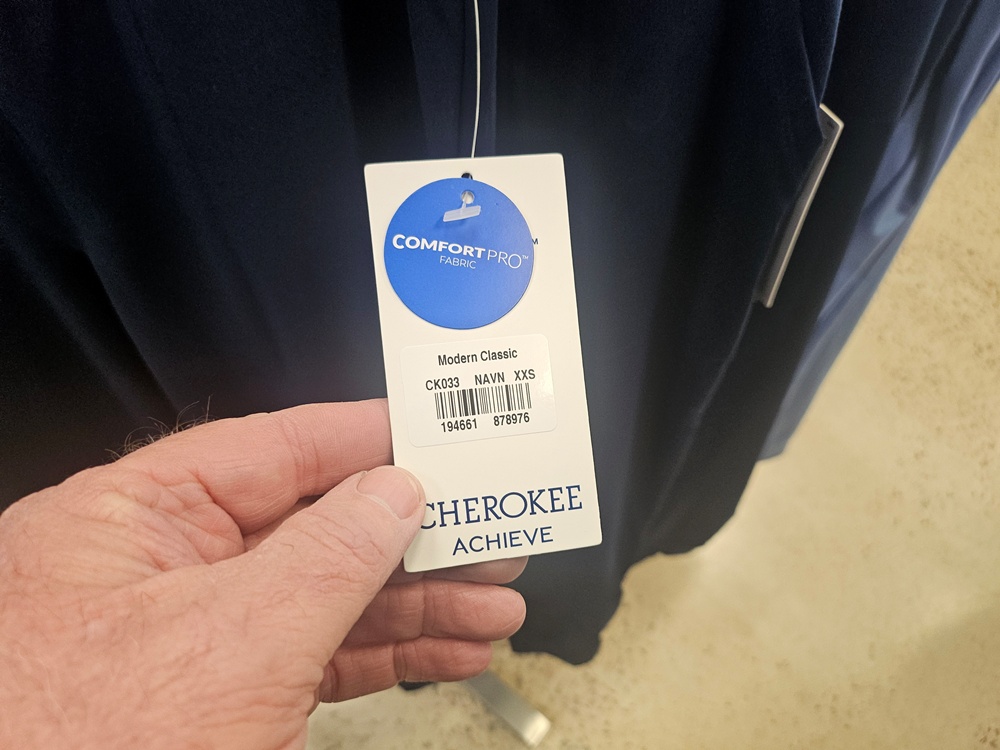 COMFORTPRO™
FABRIC
Modern Classic
CK033 NAVN XXS
194661 878976
CHEROKEE
ACHIEVE